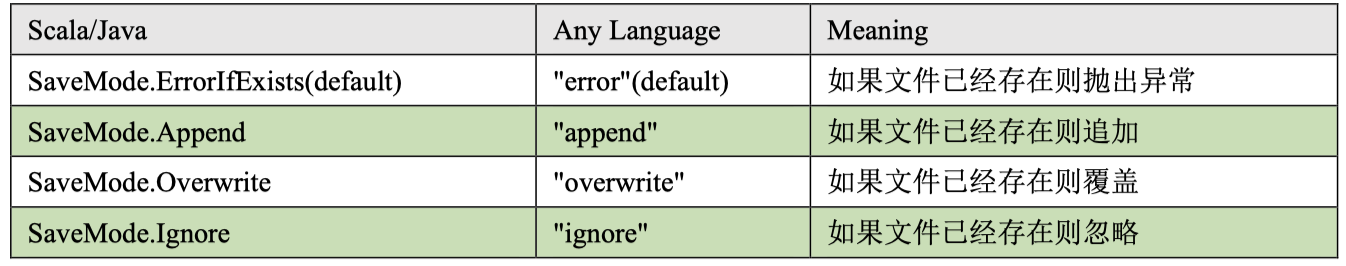 Scala/Java Any Language Meaning
SaveMode.ErrorIfExists(default) "error"(default) 如果文件已经存在则抛出异常
SaveMode.Append "append" 如果文件已经存在则追加
SaveMode.Overwrite "overwrite" 如果文件已经存在则覆盖
SaveMode.Ignore "ignore" 如果文件已经存在则忽略